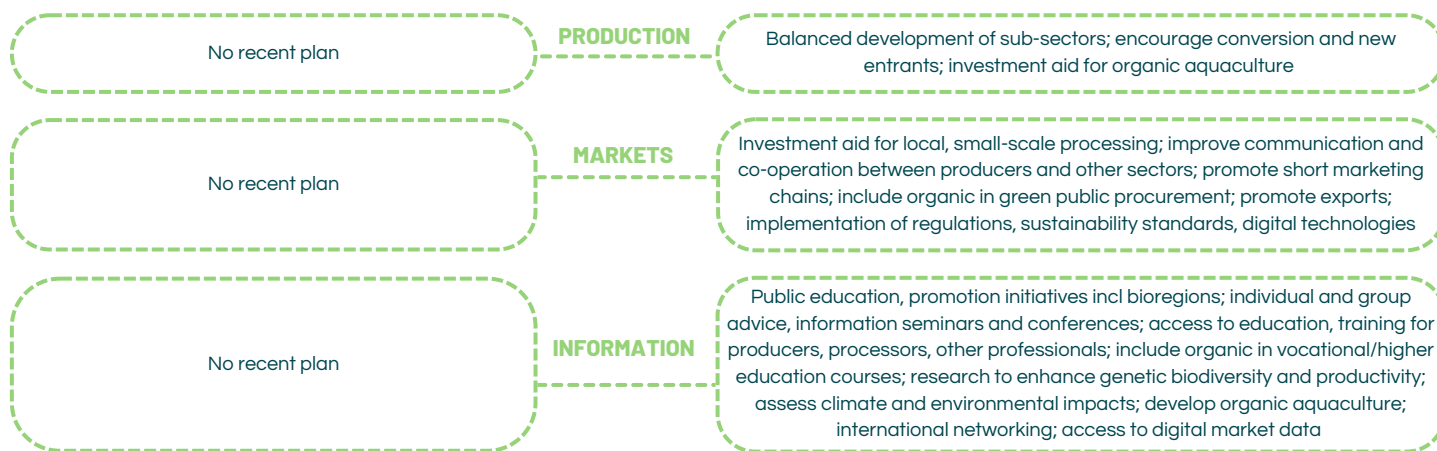 No recent plan
PRODUCTION
Balanced development of sub-sectors; encourage conversion and new
entrants; investment aid for organic aquaculture
No recent plan
MARKETS
Investment aid for local, small-scale processing; improve communication and
co-operation between producers and other sectors; promote short marketing
chains; include organic in green public procurement; promote exports;
implementation of regulations, sustainability standards, digital technologies
No recent plan
INFORMATION
Public education, promotion initiatives incl bioregions; individual and group
advice, information seminars and conferences; access to education, training for
producers, processors, other professionals; include organic in vocational/higher
education courses; research to enhance genetic biodiversity and productivity;
assess climate and environmental impacts; develop organic aquaculture;
international networking; access to digital market data